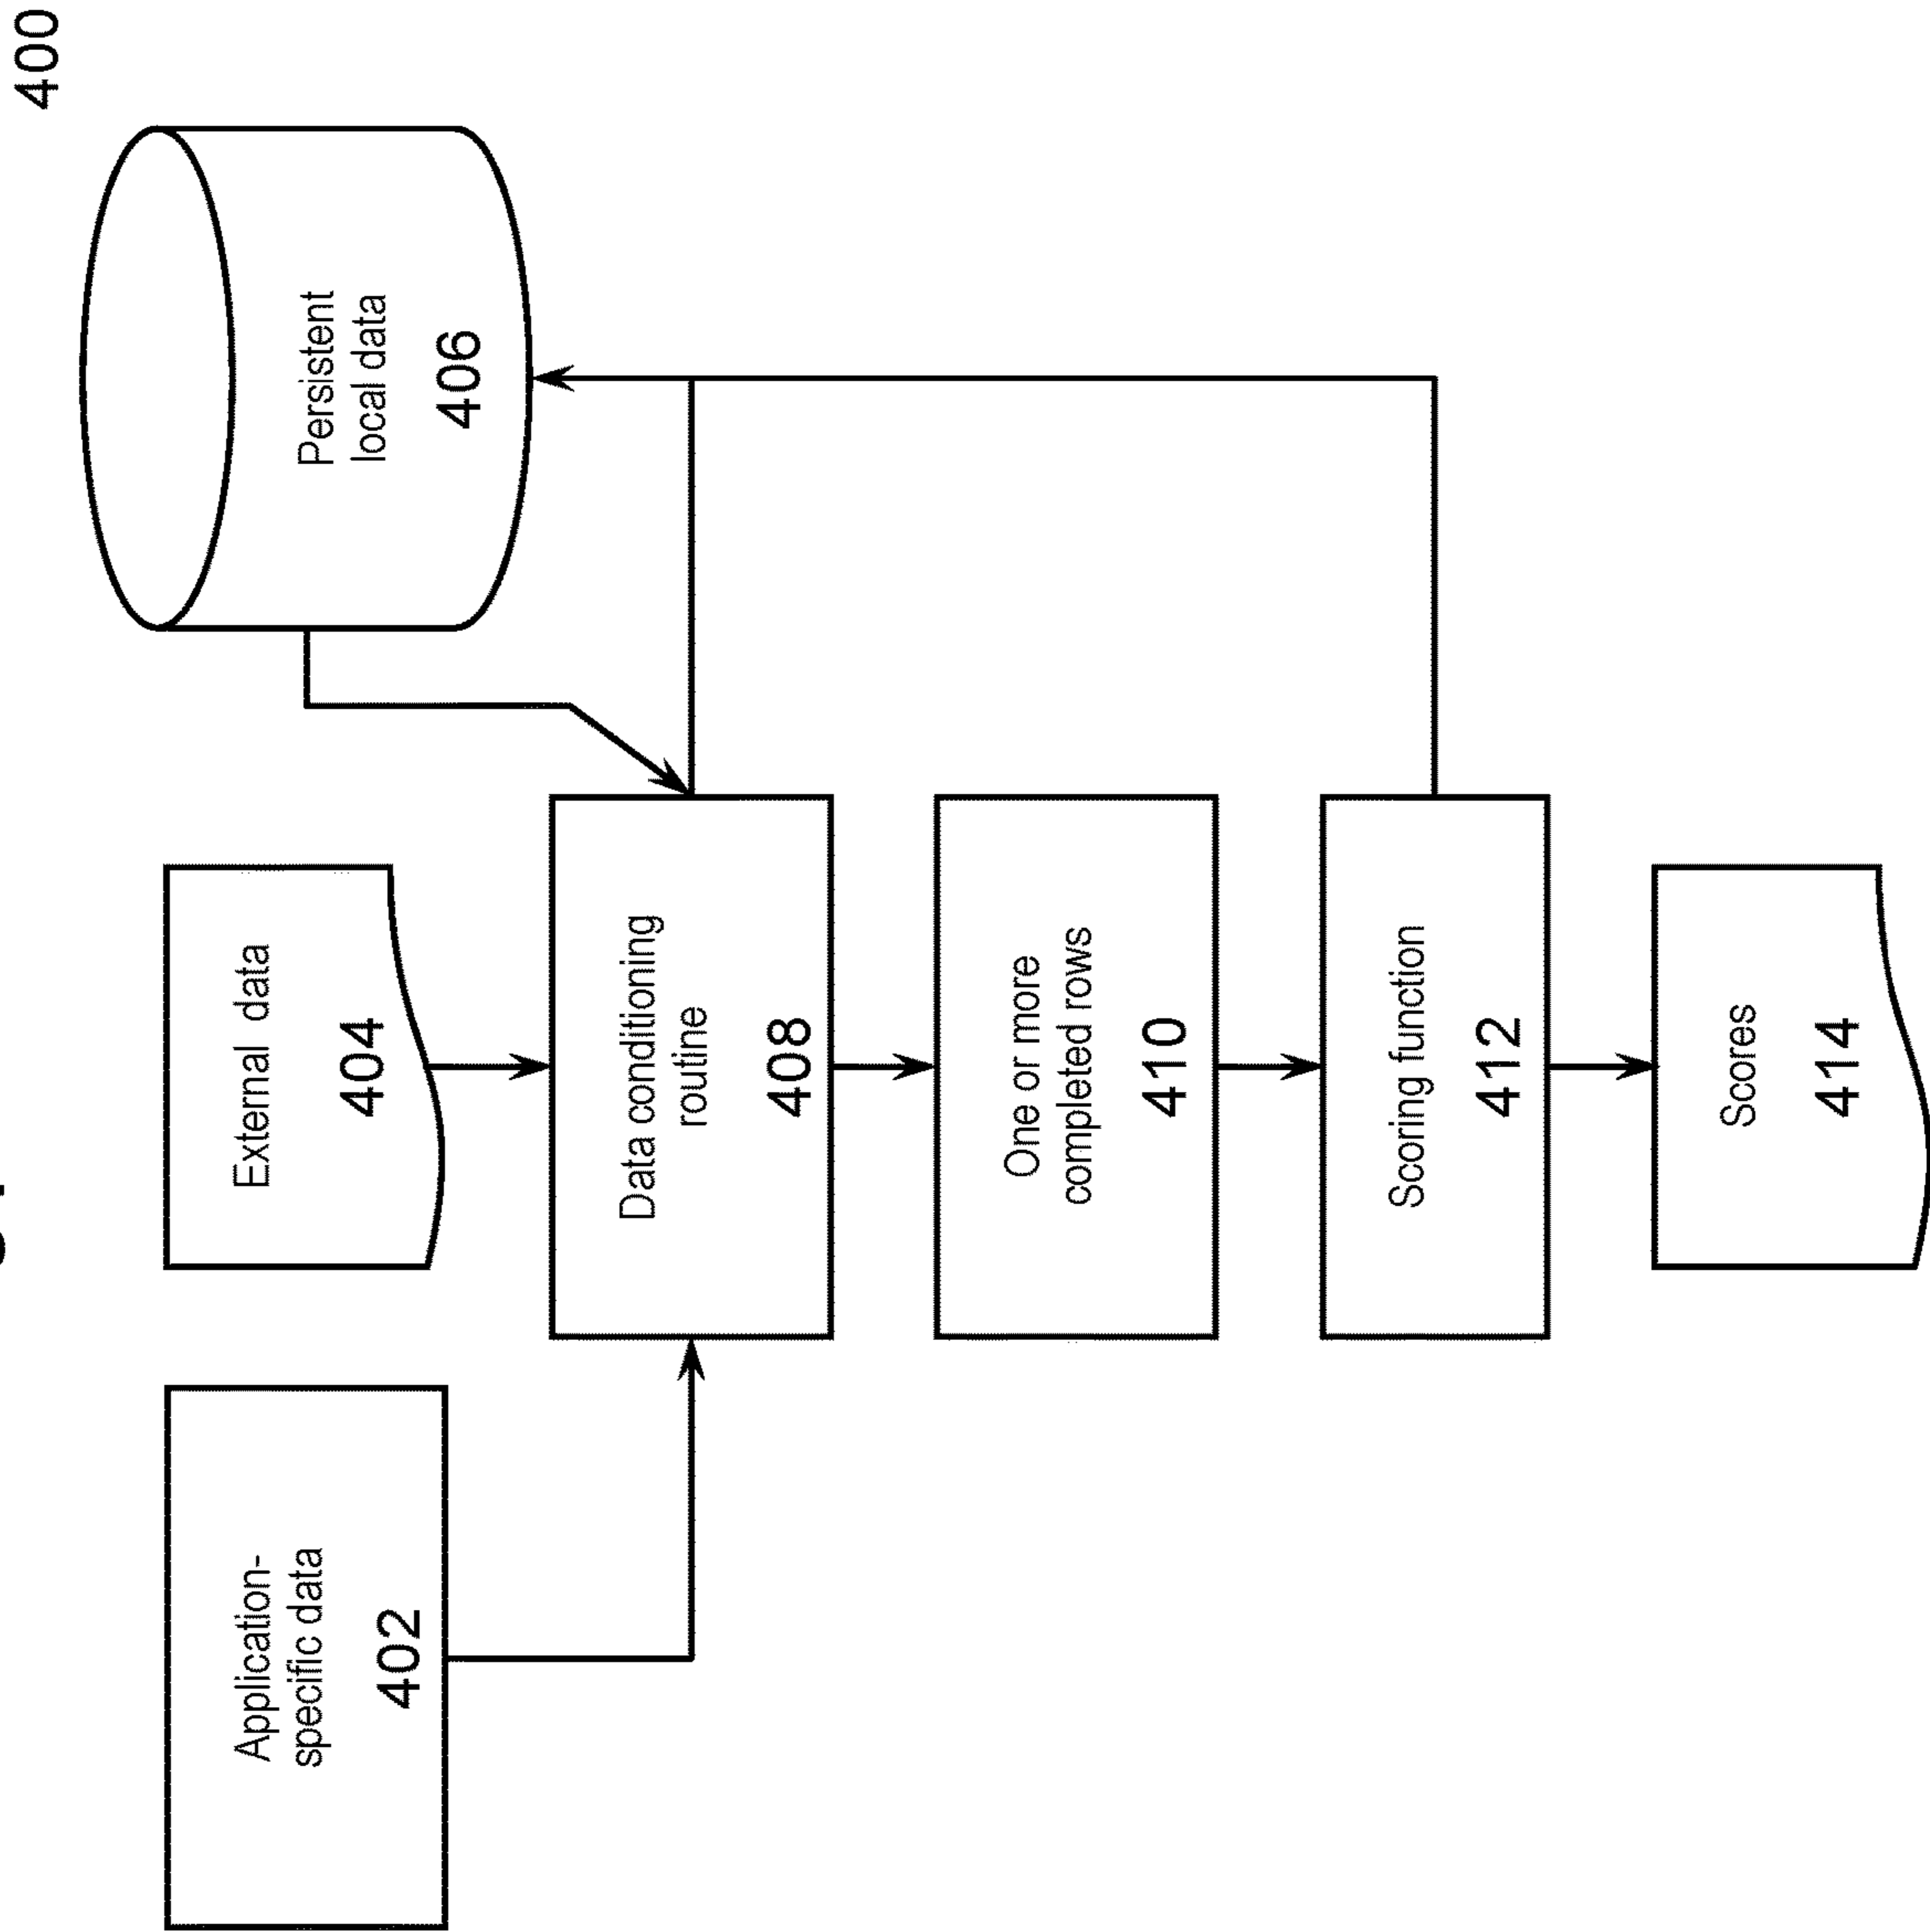 400
Application-
specific data
402
External data
404
Persistent
local data
406
Data conditioning
routine
408
One or more
completed rows
410
Scoring function
412
Scores
414